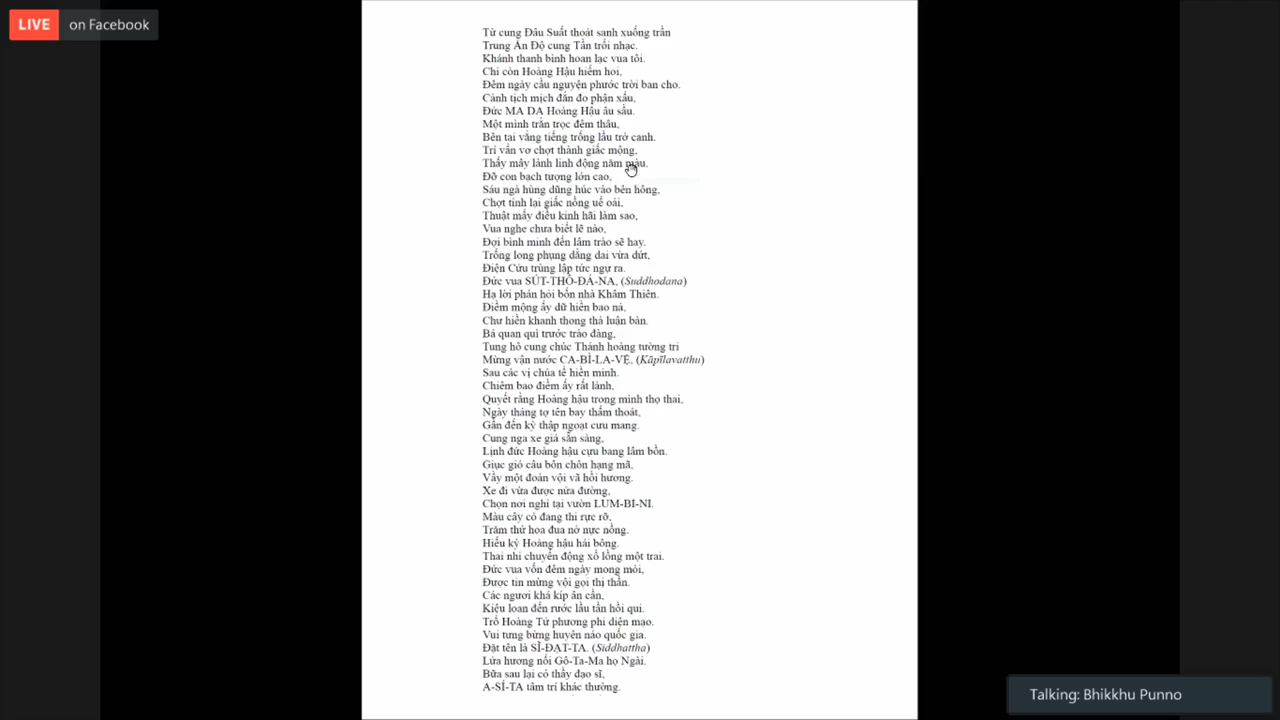 LIVE on Facebook
Từ cung Đâu Suất thoát sanh xuống trần
Trung Ấn Độ cung Tần trổi nhạc.
Khánh thanh bình hoan lạc vua tôi.
Chỉ còn Hoàng Hậu hiếm hoi,
Đêm ngày cầu nguyện phước trời ban cho.
Cảnh tịch mịch đắn đo phận xấu,
Đức MA DA Hoàng Hậu âu sầu.
Một mình trằn trọc đêm thâu,
Bên tai vẳng tiếng trống lầu trở canh.
Trí vẩn vơ chợt thành giấc mộng,
Thấy mây lành linh động năm màu.
Đỡ con bạch tượng lớn cao,
Sáu ngà hùng dũng húc vào bên hông,
Chợt tỉnh lại giấc nồng uể oải,
Thuật mấy điều kinh hãi làm sao,
Vua nghe chưa biết lẽ nào,
Đợi bình minh đến lâm trào sẽ hay.
Trống long phụng dằng dai vừa dứt,
Điện Cửu trùng lập tức ngự ra.
Đức vua SÚT-THÔ-ĐÁ-NA, (Suddhodana)
Hạ lời phán hỏi bốn nhà Khâm Thiên.
Điềm mộng ấy dữ hiền bao nả,
Chư hiền khanh thong thả luận bàn.
Bá quan quì trước trào đàng,
Tung hô cung chúc Thánh hoàng tường tri
Mừng vận nước CA-BÌ-LA-VỆ, (Kāpīlavatthu)
Sau các vị chúa tể hiền minh.
Chiêm bao điềm ấy rất lành,
Quyết rằng Hoàng hậu trong mình thọ thai,
Ngày tháng tợ tên bay thấm thoát,
Gần đến kỳ thập ngoạt cưu mang.
Cung nga xe giá sẵn sàng,
Lịnh đức Hoàng hậu cựu bang lâm bồn.
Giục gió câu bôn chôn hạng mã,
Vầy một đoàn vội vã hồi hương.
Xe đi vừa được nửa đường,
Chọn nơi nghỉ tại vườn LUM-BI-NI.
Màu cây cỏ đang thi rực rỡ,
Trăm thứ hoa đua nở nực nồng.
Hiếu kỳ Hoàng hậu hái bông.
Thai nhi chuyển động xổ lồng một trai.
Đức vua vốn đêm ngày mong mỏi,
Được tin mừng vội gọi thị thần.
Các ngươi khá kíp ân cần,
Kiệu loan đến rước lầu tần hồi qui.
Trổ Hoàng Tử phương phi diện mạo.
Vui tưng bừng huyên náo quốc gia.
Đặt tên là SĨ-ĐẠT-TA. (Siddhattha)
Lửa hương nối Gô-Ta-Ma họ Ngài.
Bữa sau lại có thầy đạo sĩ,
A-SĨ-TA tâm trí khác thường.
Talking: Bhikkhu Punno